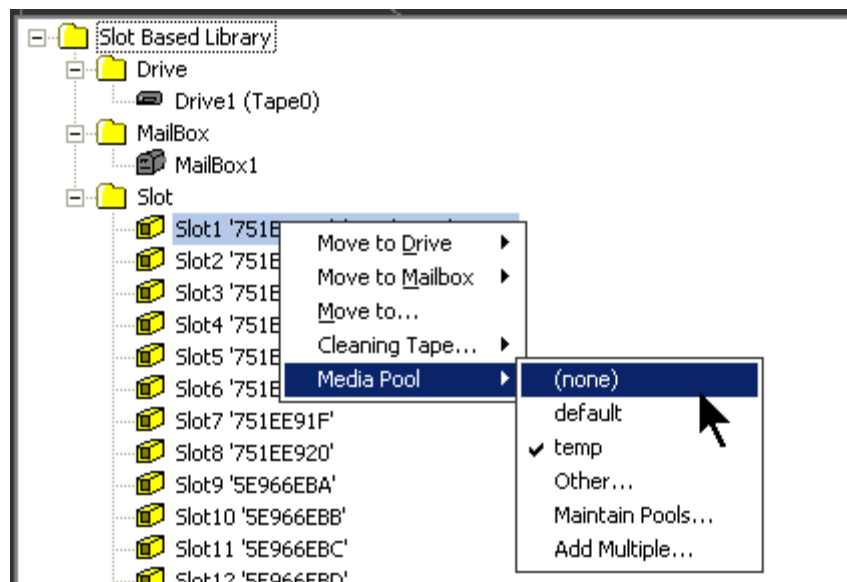 Slot Based Library
Drive
Drive1 (Tape0)
MailBox
MailBox1
Slot
Slot1 '751E
Slot2 '751E
Slot3 '751E
Slot4 '751E
Slot5 '751E
Slot6 '751E
Slot7 '751EE91F'
Slot8 '751EE920'
Slot9 '5E966EBA'
Slot10 '5E966EBB'
Slot11 '5E966EBC'
Slot12 '5E966EBD'
Move to Drive
Move to Mailbox
Move to...
Cleaning Tape...
Media Pool
(none)
default
temp
Other...
Maintain Pools...
Add Multiple...